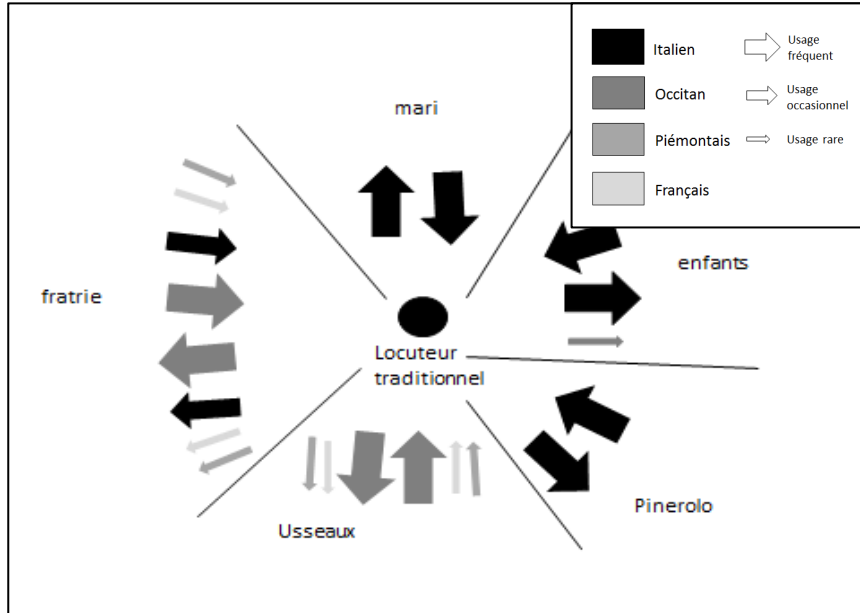 Italien
Usage
fréquent
Occitan
Usage
occasionnel
Piémontais
Usage rare
Français
mari
enfants
fratrie
Locuteur
traditionnel
Pinerolo
Usseaux